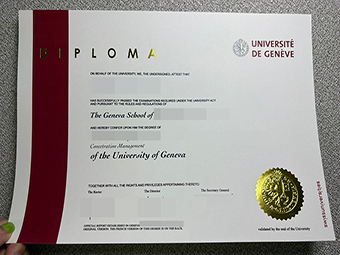 DIPLOMA
UNIVERSITÉ
DE GENÈVE
ON BEHALF OF THE UNIVERSITY, WE, THE UNDERSIGNED, ATTEST THAT
HAS SUCCESSFULLY PASSED THE EXAMINATIONS REQUIRED UNDER THE UNIVERSITY ACT
AND PURSUANT TO THE RULES AND REGULATIONS OF
The Geneva School of
AND HEREBY CONFER UPON HIM THE DEGREE OF
Construction Management
of the University of Geneva
TOGETHER WITH ALL THE RIGHTS AND PRIVILEGES APPERTAINING THERETO
The Rector
The Director
The Secretary General
validated by the seal of the University